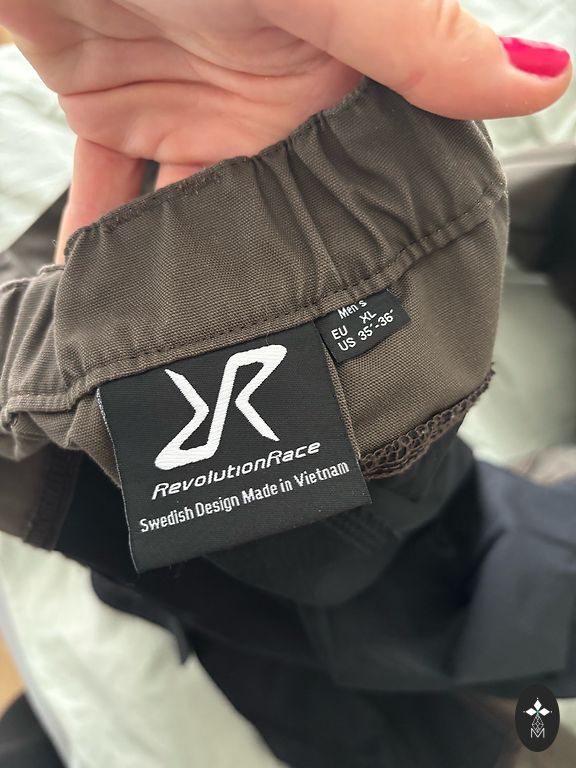 Men's
EU XL
US 35"-36"
RevolutionRace
Swedish Design Made in Vietnam
M